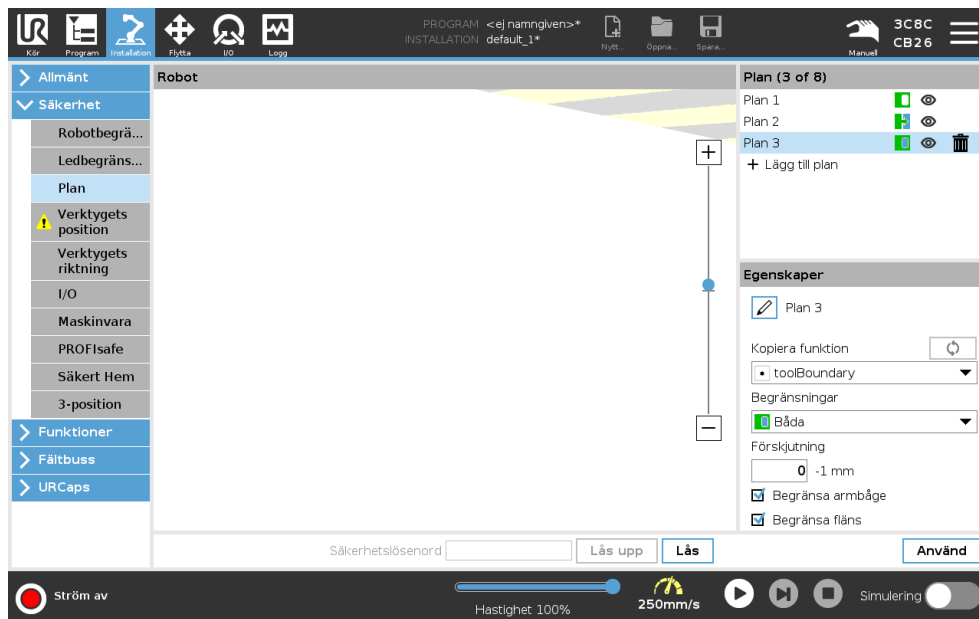 PROGRAM <ej namngiven>*
INSTALLATION default_1*
Kör
Program
Installation
Flytta
I/O
Logg
Nytt...
Öppna...
Spara...
Manuell
3C8C
CB26
Allmänt
Säkerhet
Robotbegrä...
Ledbegräns...
Plan
Verktygets
position
Verktygets
riktning
I/O
Maskinvara
PROFIsafe
Säkert Hem
3-position
Funktioner
Fältbuss
URCaps
Robot
Plan (3 of 8)
Plan 1
Plan 2
Plan 3
+ Lägg till plan
Egenskaper
Plan 3
Kopiera funktion
toolBoundary
Begränsningar
Båda
Förskjutning
0 -1 mm
Begränsa armbåge
Begränsa fläns
Säkerhetslösenord
Lås upp
Lås
Använd
Ström av
Hastighet 100%
250mm/s
Simulering